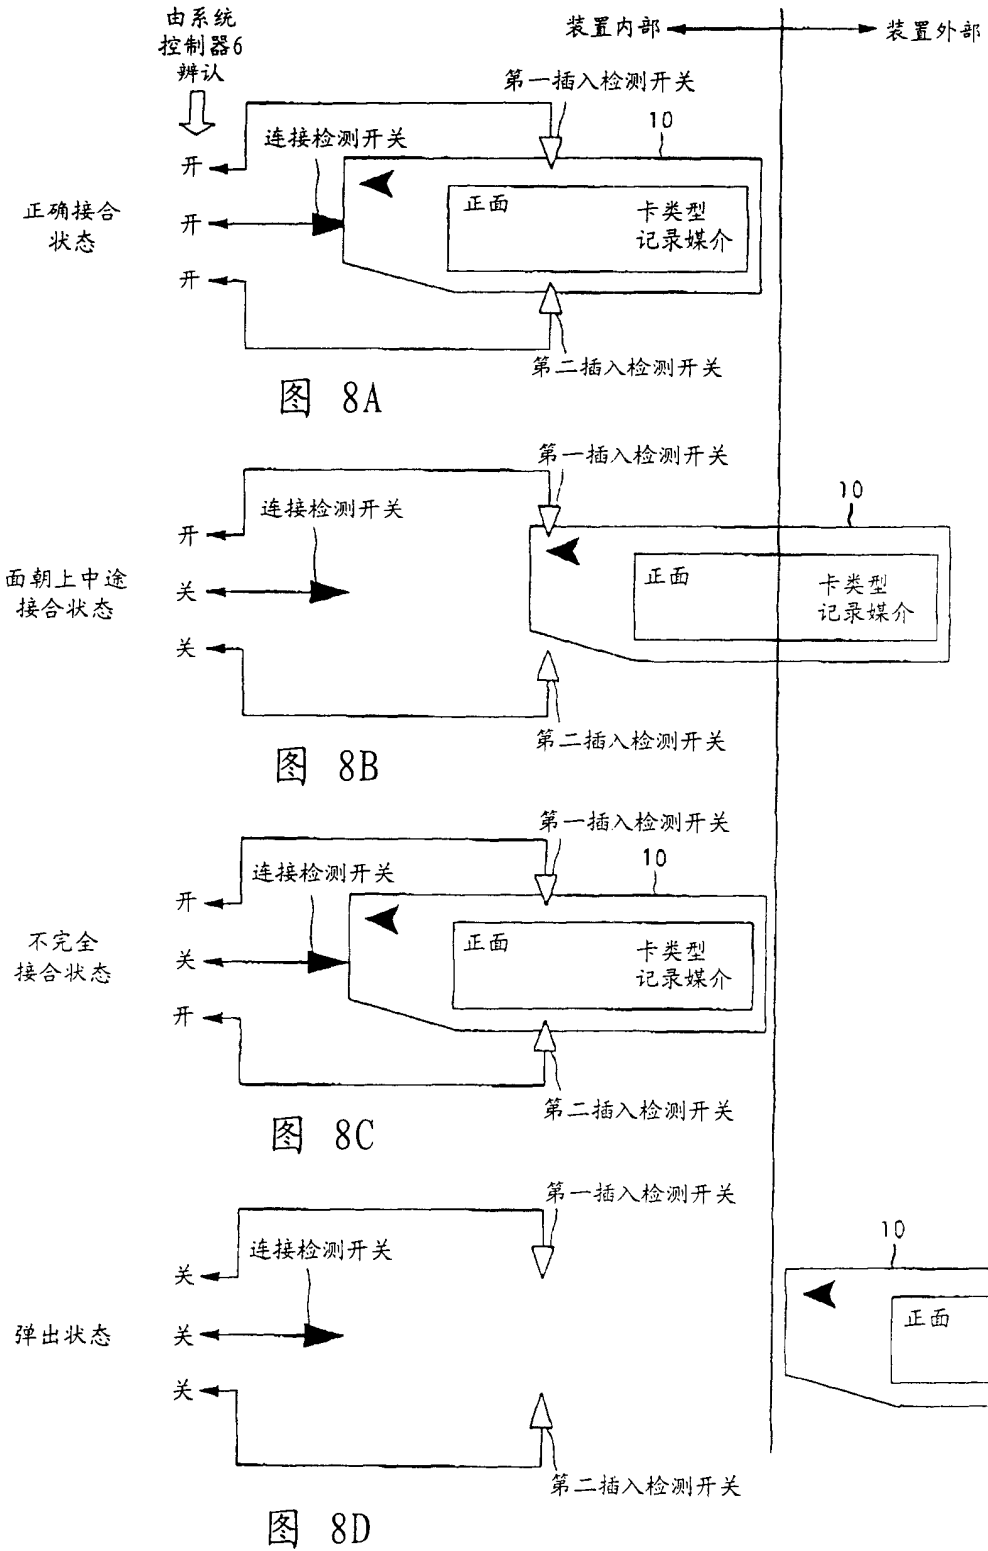 由系统
控制器6
辨认
装置内部
装置外部
第一插入检测开关
连接检测开关
10
开
正确接合
状态
开
开
正面
卡类型
记录媒介
第二插入检测开关
图 8A
第一插入检测开关
连接检测开关
10
开
面朝上中途
接合状态
关
关
正面
卡类型
记录媒介
第二插入检测开关
图 8B
第一插入检测开关
连接检测开关
10
开
不完全
接合状态
关
开
正面
卡类型
记录媒介
第二插入检测开关
图 8C
第一插入检测开关
连接检测开关
10
关
弹出状态
关
关
正面
第二插入检测开关
图 8D